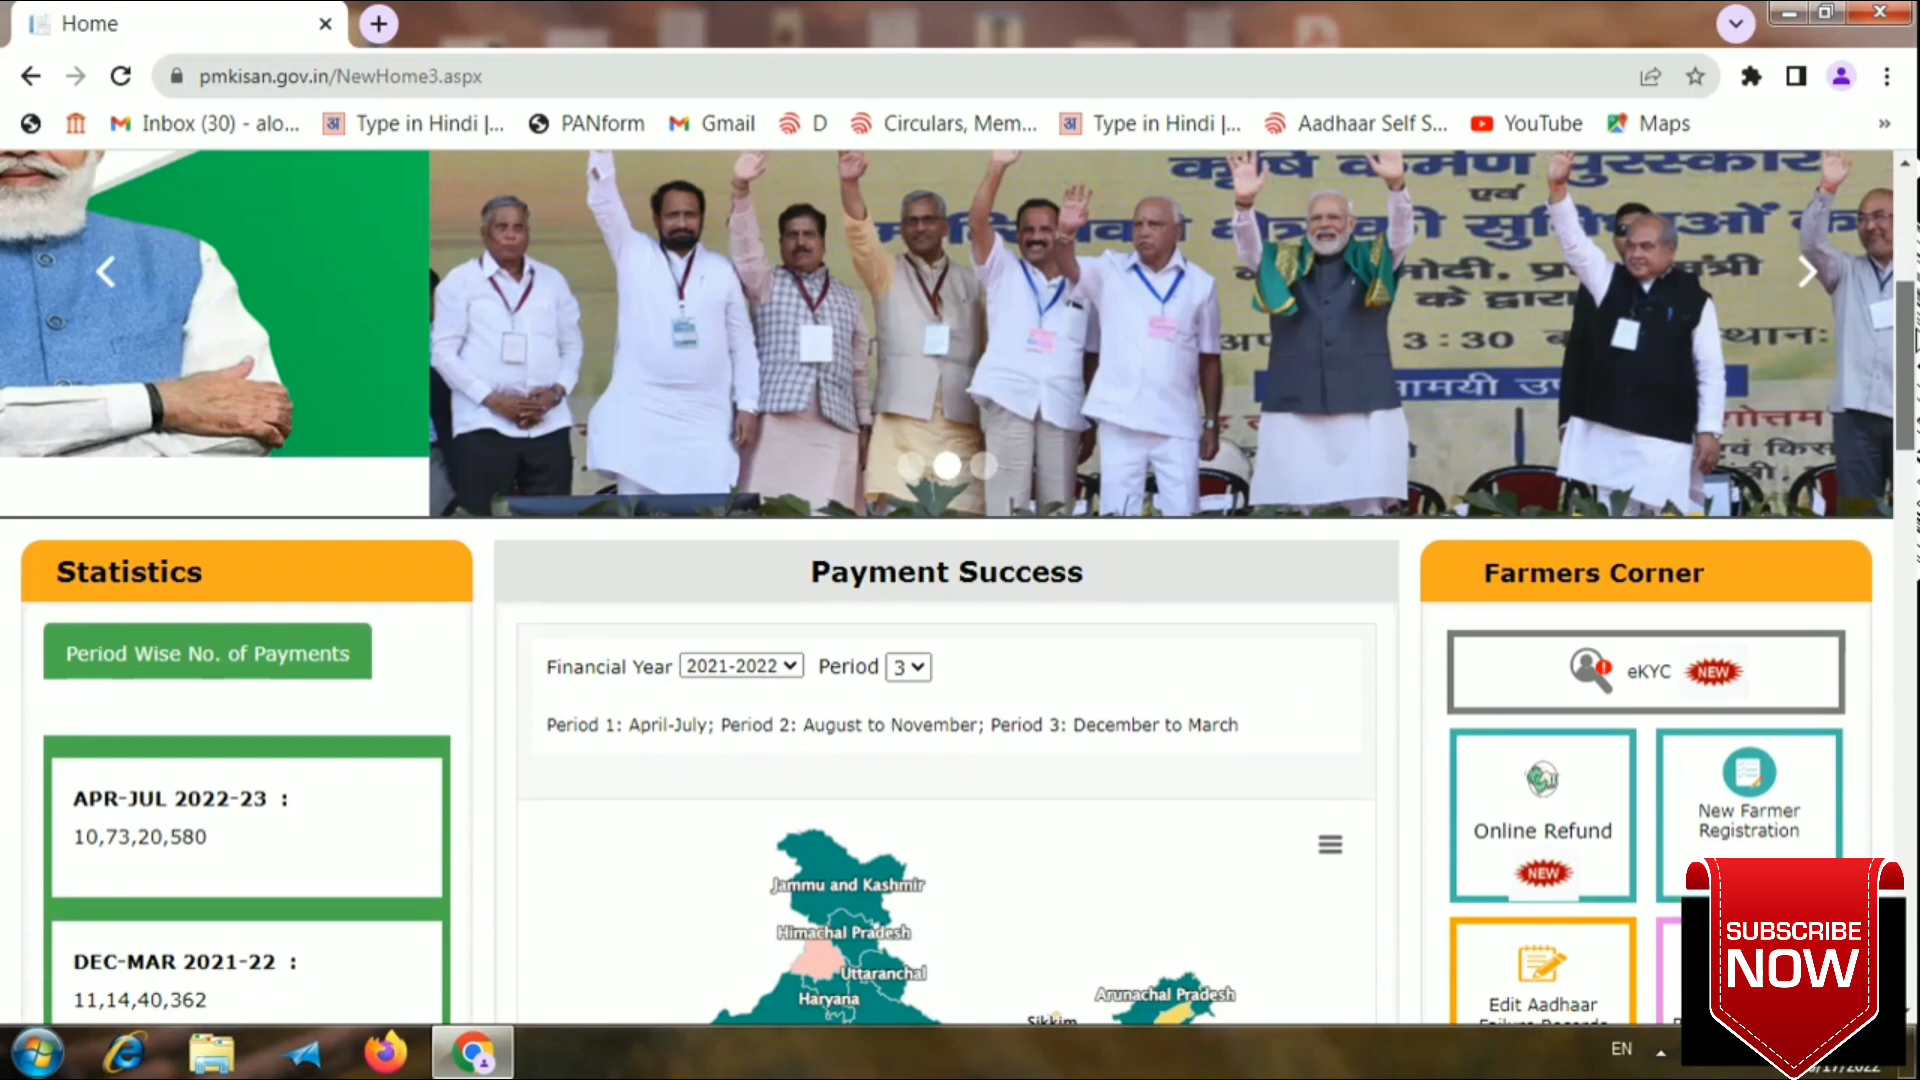 Home
pmkisan.gov.in/NewHome3.aspx
Inbox (30) - alo...
Type in Hindi |...
PANform
Gmail
D
Circulars, Mem...
Type in Hindi |...
Aadhaar Self S...
YouTube
Maps
»
कृषि कर्मण पुरस्कार
एवं
मोदी, प्र
के द्वारा
3:30
स्थान:
Statistics
Period Wise No. of Payments
APR-JUL 2022-23 :
10,73,20,580
DEC-MAR 2021-22 :
11,14,40,362
Payment Success
Financial Year 2021-2022 Period 3
Period 1: April-July; Period 2: August to November; Period 3: December to March
Jammu and Kashmir
Himachal Pradesh
Uttaranchal
Haryana
Arunachal Pradesh
Sikkim
Farmers Corner
eKYC NEW
Online Refund
NEW
New Farmer
Registration
Edit Aadhaar
SUBSCRIBE
NOW
EN